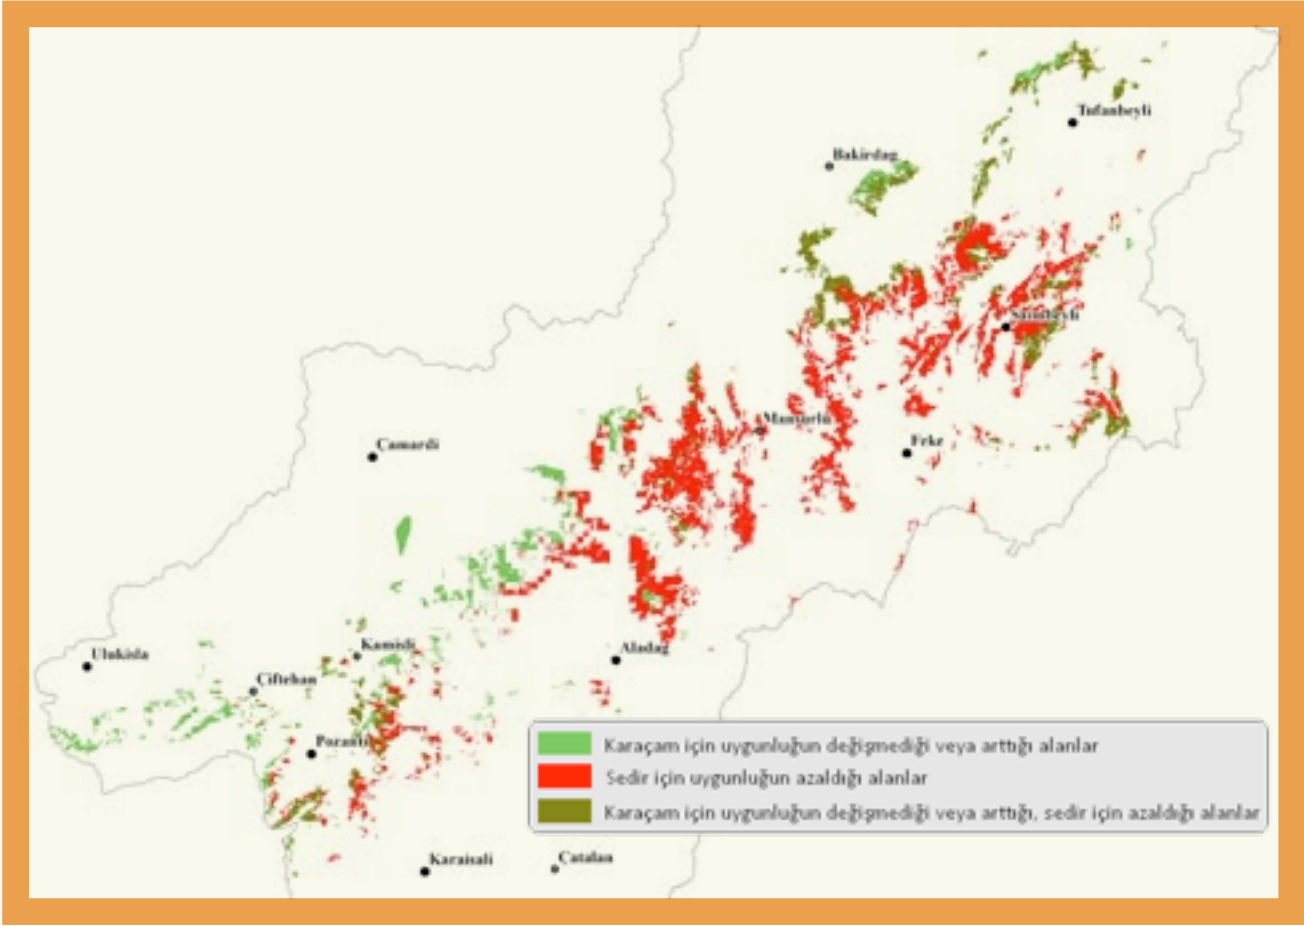 Tufanbeyli
Bakirdag
Saimbeyli
Mansurlu
Feke
Camardi
Kamisli
Ulukisla
Aladag
Ciftehan
Pozanti
Karaçam için uygunluğun değişmediği veya arttığı alanlar
Sedir için uygunluğun azaldığı alanlar
Karaçam için uygunluğun değişmediği veya arttığı, sedir için azaldığı alanlar
Karaisali
Catalan